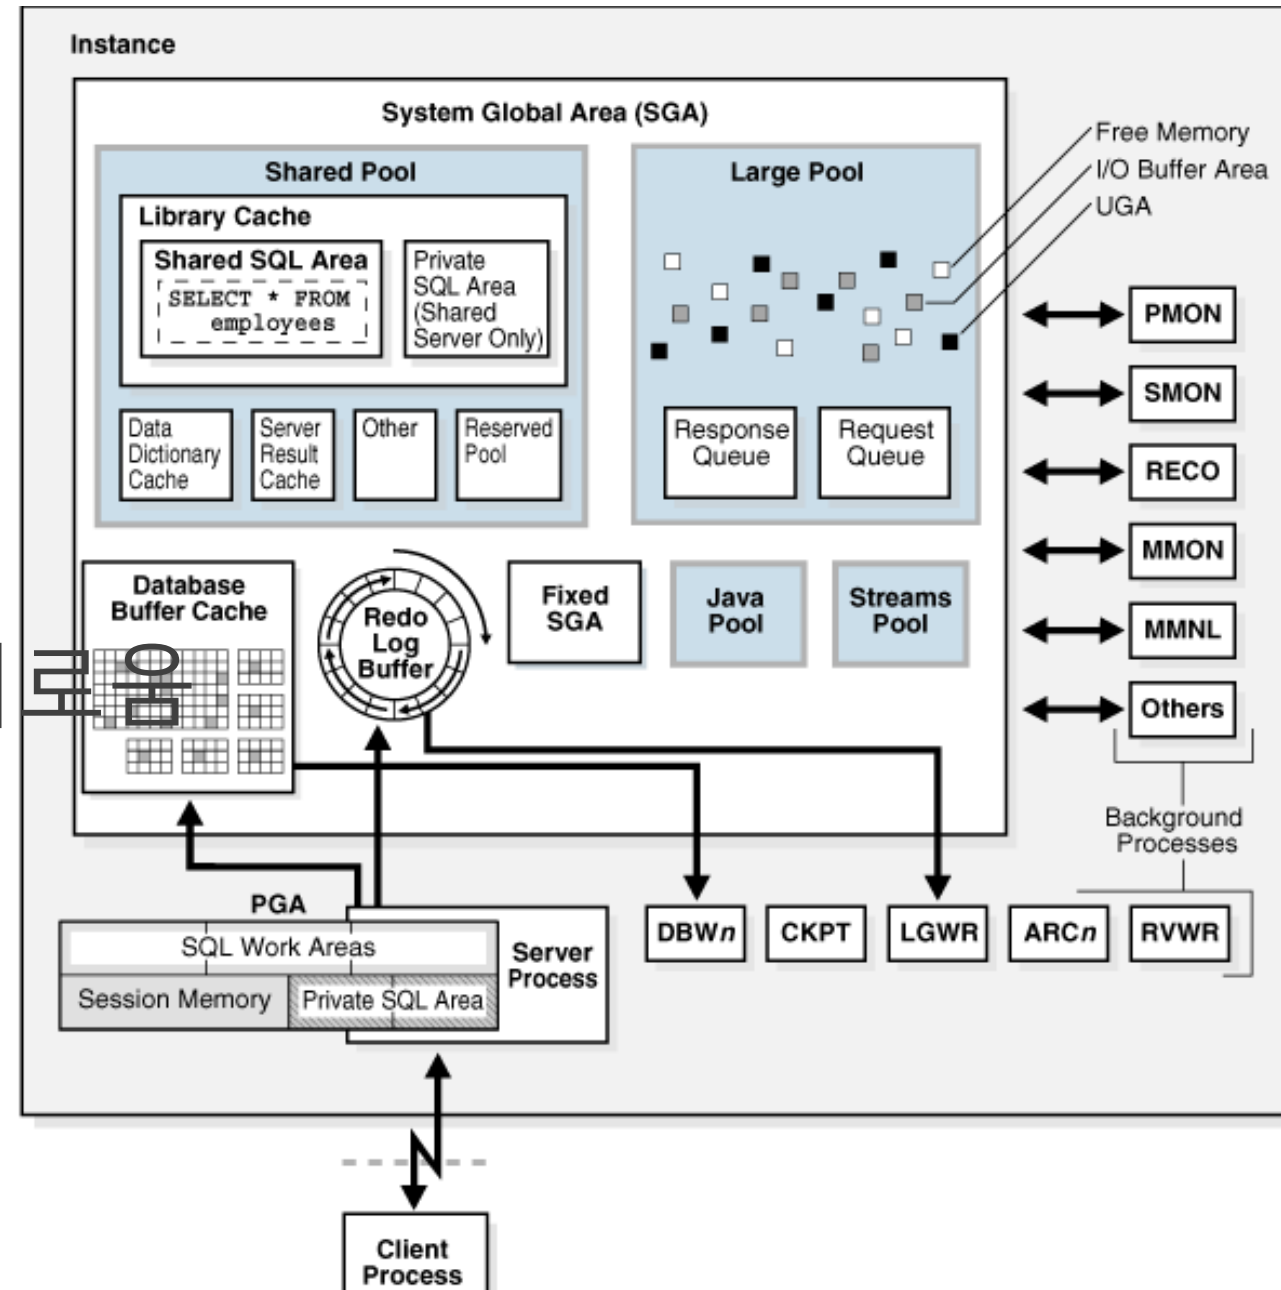 Instance
System Global Area (SGA)
Shared Pool
Library Cache
Shared SQL Area
SELECT * FROM
employees
Private
SQL Area
(Shared
Server Only)
Data
Dictionary
Cache
Server
Result
Cache
Other
Reserved
Pool
Large Pool
Response
Queue
Request
Queue
Free Memory
I/O Buffer Area
UGA
Database
Buffer Cache
Redo
Log
Buffer
Fixed
SGA
Java
Pool
Streams
Pool
PMON
SMON
RECO
MMON
MMNL
Others
Background
Processes
DBWn
CKPT
LGWR
ARCn
RVWR
PGA
SQL Work Areas
Session Memory
Private SQL Area
Server
Process
Client
Process